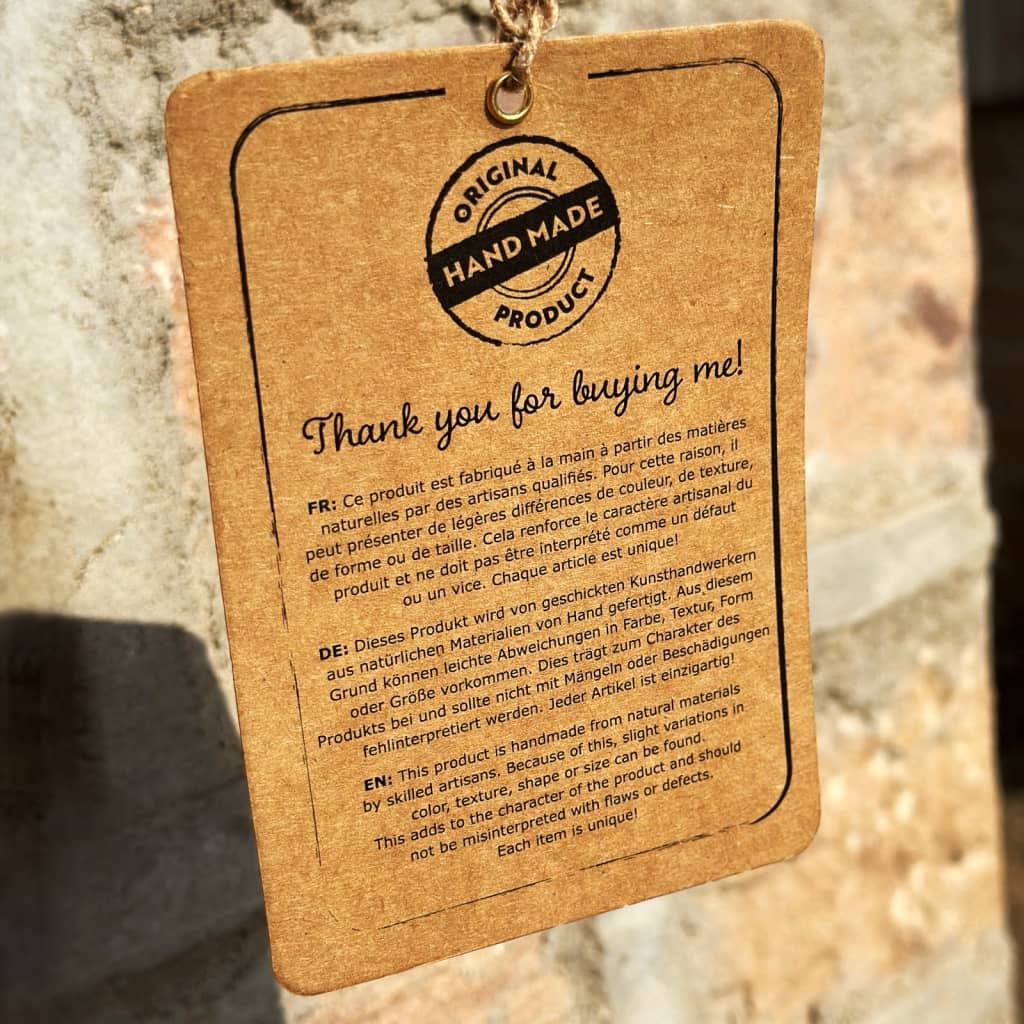 ORIGINAL
HAND MADE
PRODUCT
Thank you for buying me!
FR: Ce produit est fabriqué à la main à partir des matières
naturelles par des artisans qualifiés. Pour cette raison, il
peut présenter de légères différences de couleur, de texture,
de forme ou de taille. Cela renforce le caractère artisanal du
produit et ne doit pas être interprété comme un défaut
ou un vice. Chaque article est unique!
DE: Dieses Produkt wird von geschickten Kunsthandwerkern
aus natürlichen Materialien von Hand gefertigt. Aus diesem
Grund können leichte Abweichungen in Farbe, Textur, Form
oder Größe vorkommen. Dies trägt zum Charakter des
Produkts bei und sollte nicht mit Mängeln oder Beschädigungen
fehlinterpretiert werden. Jeder Artikel ist einzigartig!
EN: This product is handmade from natural materials
by skilled artisans. Because of this, slight variations in
color, texture, shape or size can be found.
This adds to the character of the product and should
not be misinterpreted with flaws or defects.
Each item is unique!